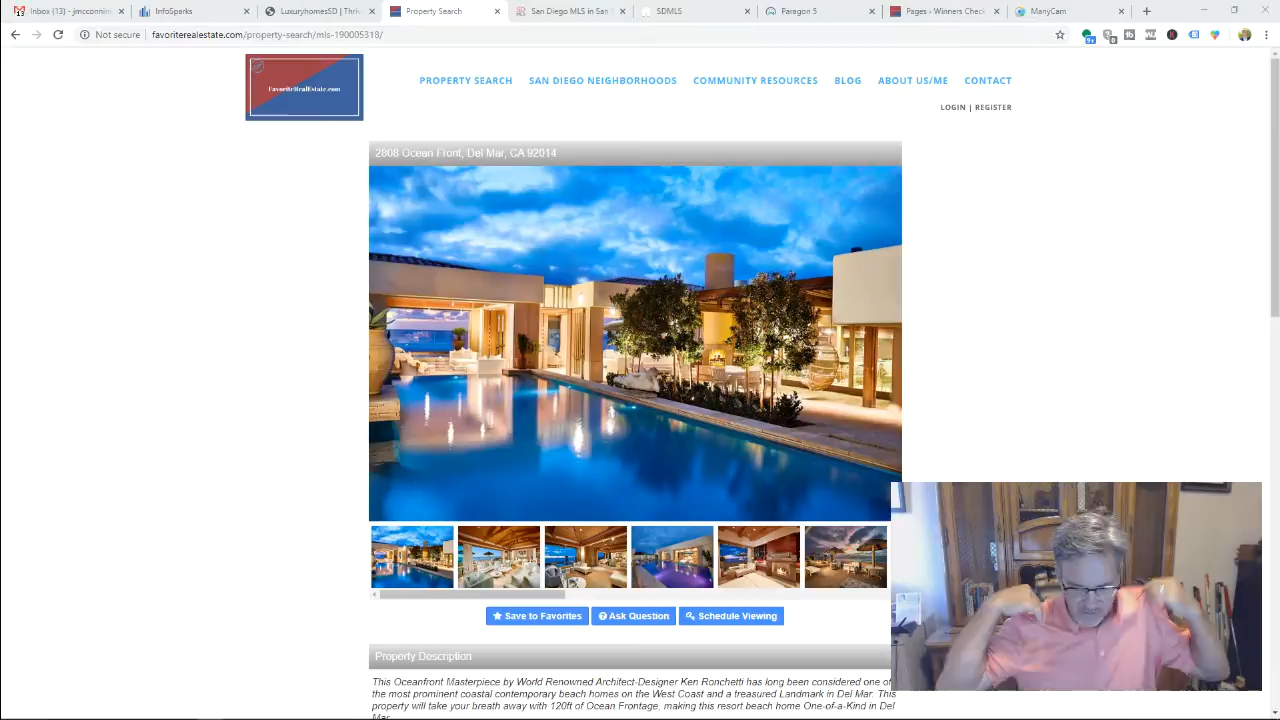 Inbox (13) - jmcconnin
InfoSparks
LuxuryhomesSD | Thriv
Property Search
San Diego MLS in San
SDMLS
Paragon 5
Pages - Winners Check
ManyCam
Not secure | favoriterealestate.com/property-search/mls-190005318/
FavoriteRealEstate.com
PROPERTY SEARCH
SAN DIEGO NEIGHBORHOODS
COMMUNITY RESOURCES
BLOG
ABOUT US/ME
CONTACT
LOGIN | REGISTER
2808 Ocean Front, Del Mar, CA 92014
Save to Favorites
Ask Question
Schedule Viewing
Property Description
This Oceanfront Masterpiece by World Renowned Architect-Designer Ken Ronchetti has long been considered one of
the most prominent coastal contemporary beach homes on the West Coast and a treasured Landmark in Del Mar. This
property will take your breath away with 120ft of Ocean Frontage, making this resort beach home One-of-a-Kind in Del
Mar.